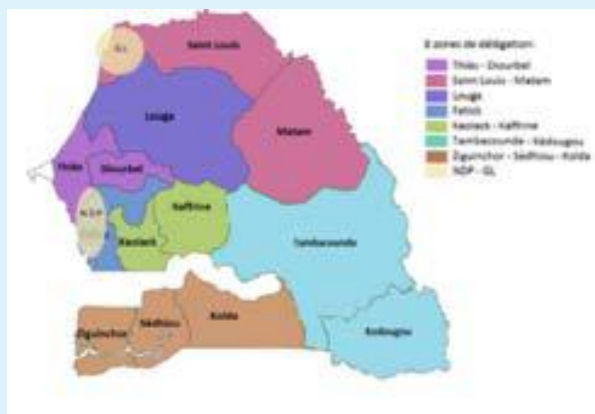 8 zones de délégation:
Thiès - Diourbel
Saint Louis - Matam
Louga
Fatick
Kaolack - Kaffrine
Tambacounda - Kédougou
Ziguinchor - Sédhiou - Kolda
NDP - GL
G.L
Saint Louis
Louga
Matam
Thiès
Diourbel
N.D.P
Kaffrine
Kaolack
Tambacounda
Kolda
Sédhiou
Ziguinchor
Kedougou